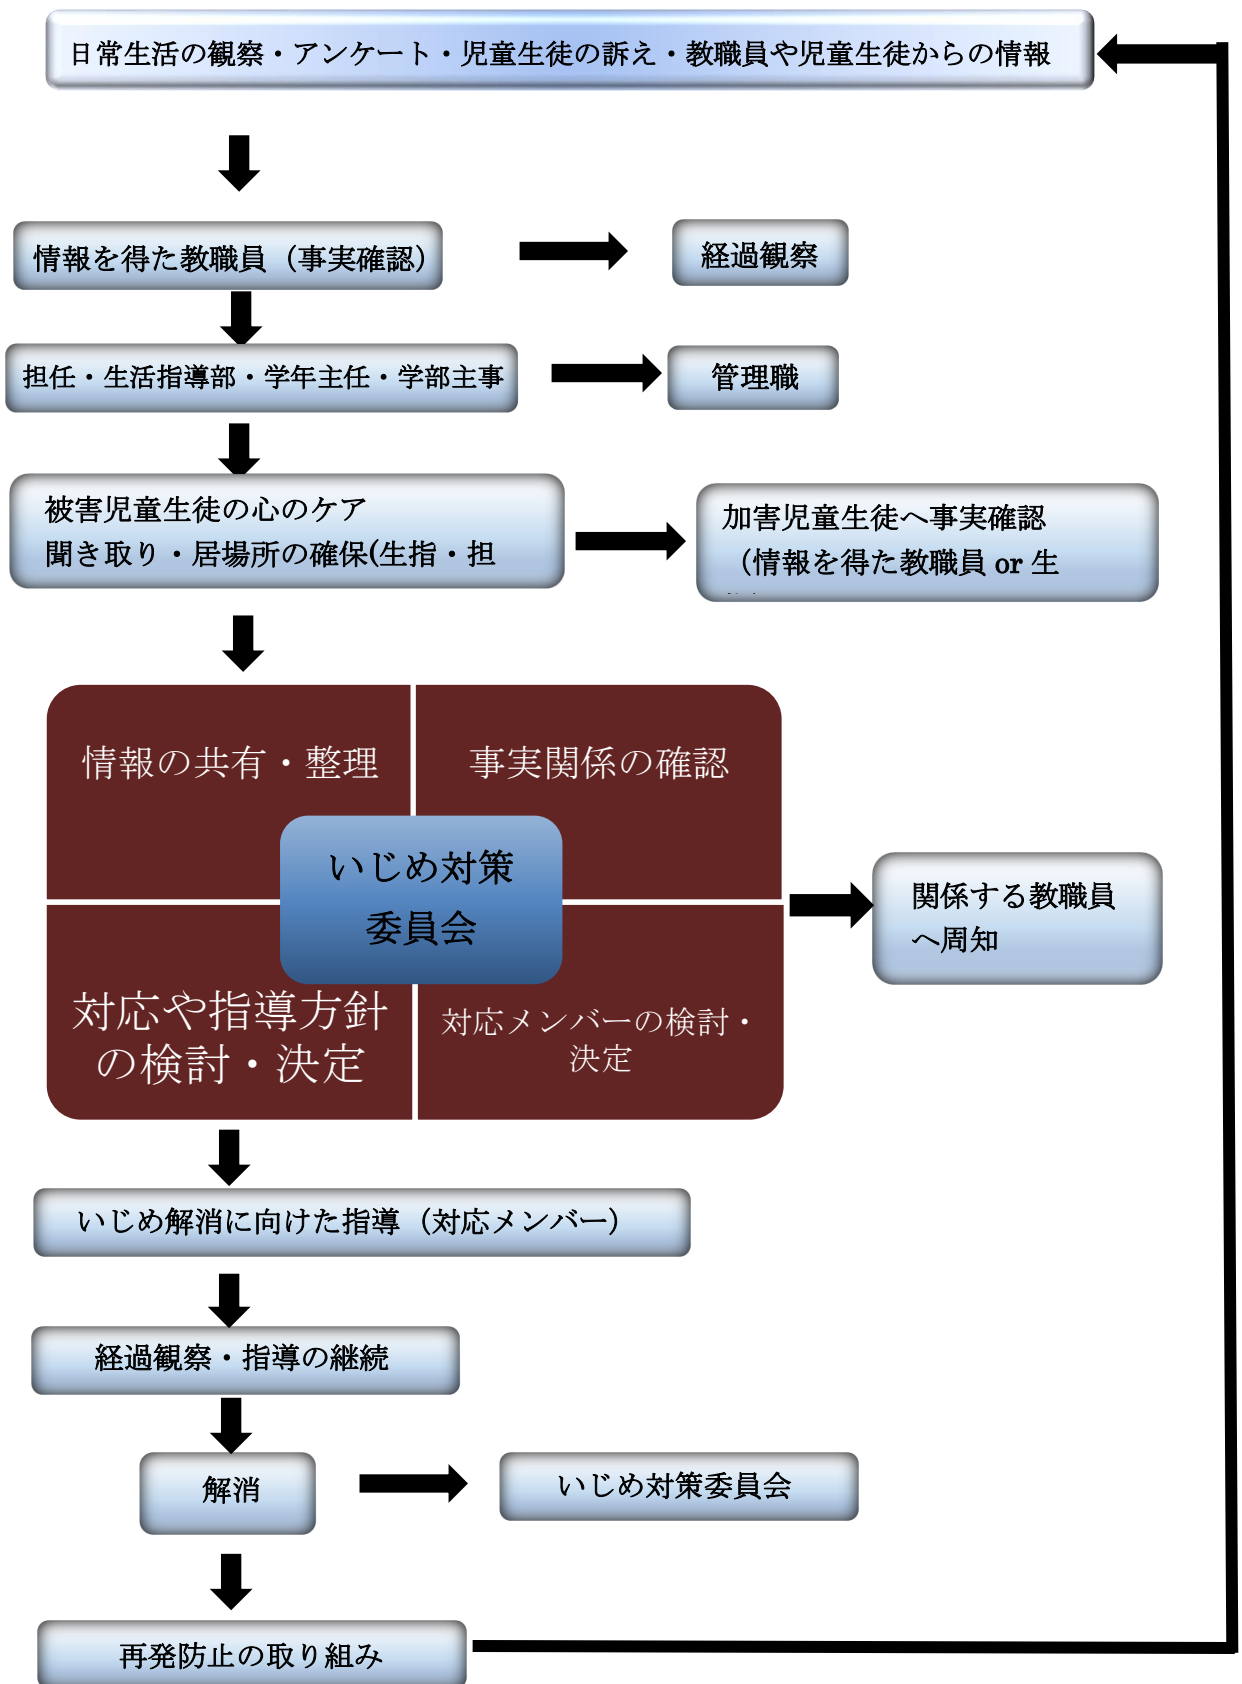 日常生活の観察・アンケート・児童生徒の訴え・教職員や児童生徒からの情報
情報を得た教職員（事実確認）
経過観察
担任・生活指導部・学年主任・学部主事
管理職
被害児童生徒の心のケア
聞き取り・居場所の確保(生指・担
加害児童生徒へ事実確認
（情報を得た教職員 or 生
情報の共有・整理
事実関係の確認
いじめ対策
委員会
対応や指導方針
の検討・決定
対応メンバーの検討・
決定
関係する教職員
へ周知
いじめ解消に向けた指導（対応メンバー）
経過観察・指導の継続
解消
いじめ対策委員会
再発防止の取り組み